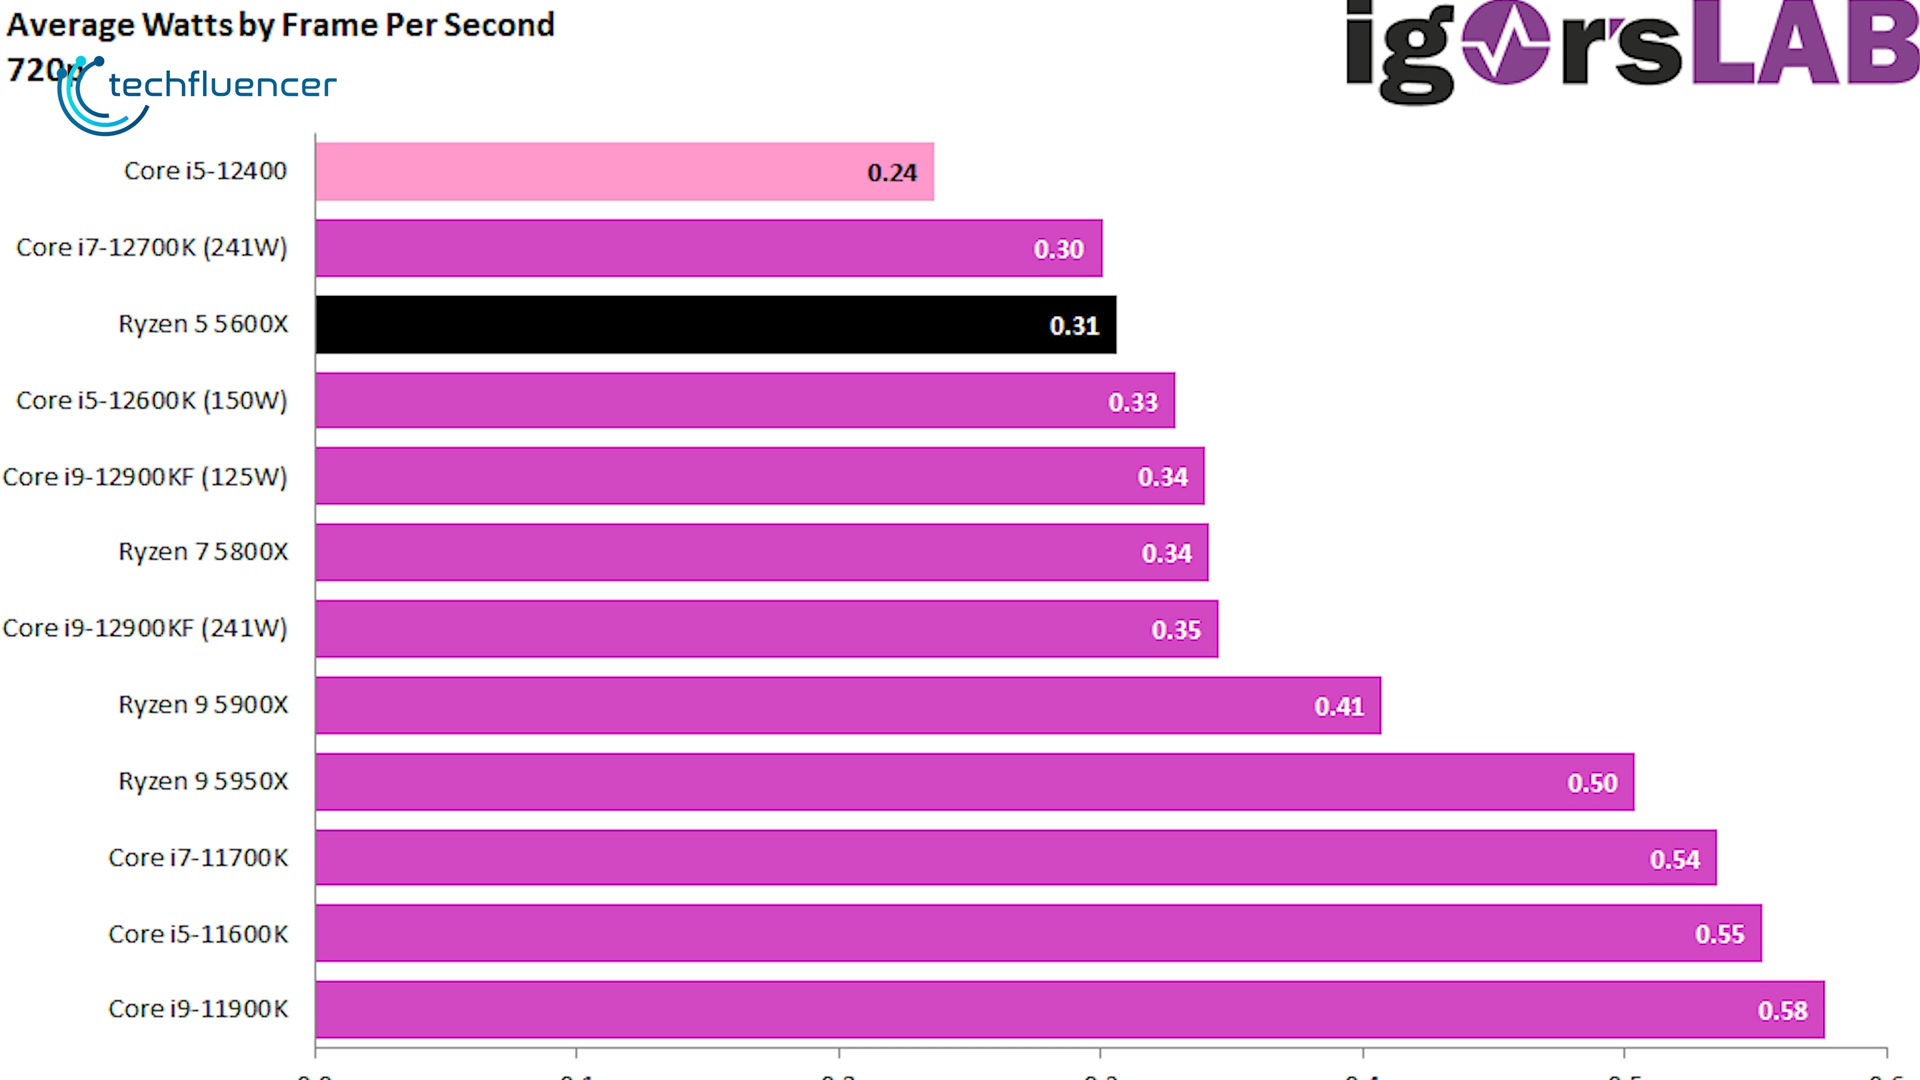 Average Watts by Frame Per Second
igor'sLAB
720p
techfluencer
Core i5-12400 0.24
Core i7-12700K (241W) 0.30
Ryzen 5 5600X 0.31
Core i5-12600K (150W) 0.33
Core i9-12900KF (125W) 0.34
Ryzen 7 5800X 0.34
Core i9-12900KF (241W) 0.35
Ryzen 9 5900X 0.41
Ryzen 9 5950X 0.50
Core i7-11700K 0.54
Core i5-11600K 0.55
Core i9-11900K 0.58